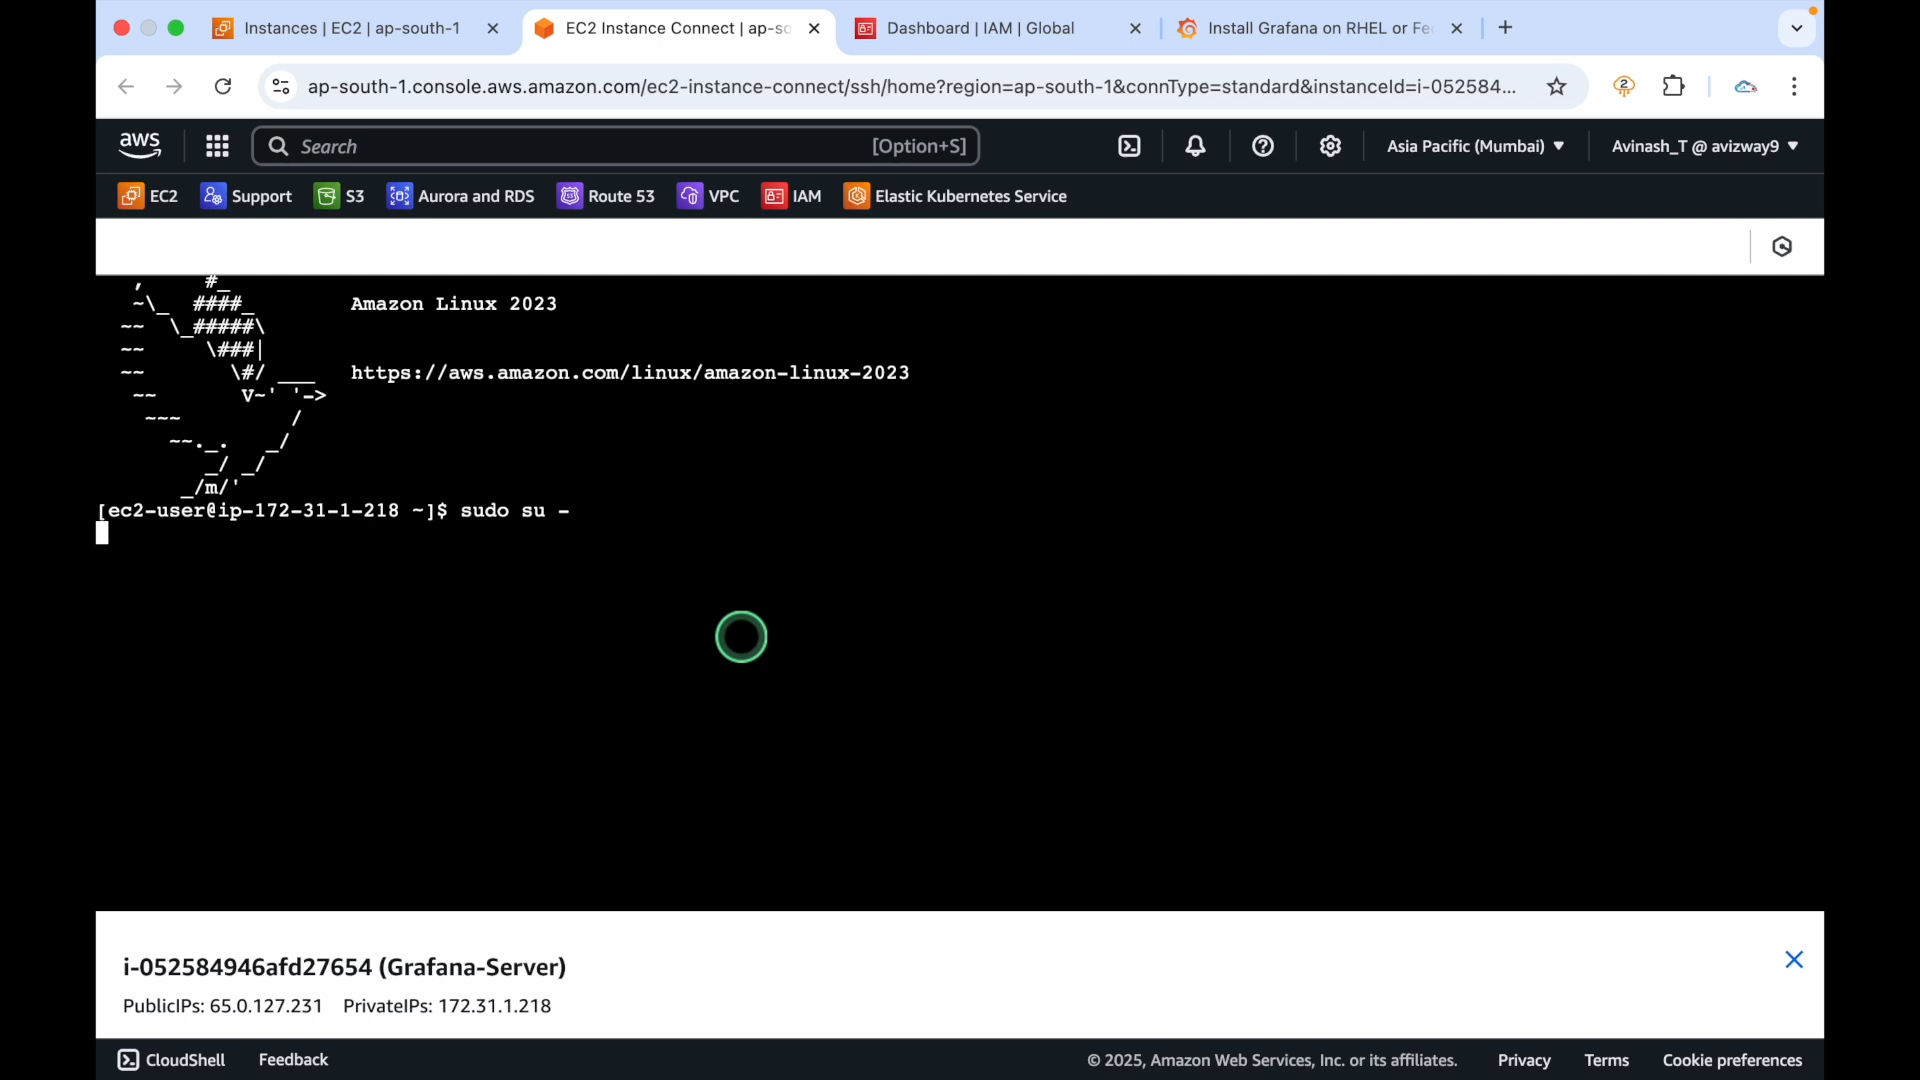 Instances | EC2 | ap-south-1
EC2 Instance Connect | ap-so
Dashboard | IAM | Global
Install Grafana on RHEL or Fe
ap-south-1.console.aws.amazon.com/ec2-instance-connect/ssh/home?region=ap-south-1&connType=standard&instanceId=i-052584...
2
aws
Search
[Option+S]
Asia Pacific (Mumbai)
Avinash_T @ avizway9
EC2
Support
S3
Aurora and RDS
Route 53
VPC
IAM
Elastic Kubernetes Service
,     #_
~\_  ####_        Amazon Linux 2023
~~  \_#####\
~~     \###|
~~       \#/ ___   https://aws.amazon.com/linux/amazon-linux-2023
~~       V~' '->
~~~         /
~~._.   _/
_/ _/
_/m/'
[ec2-user@ip-172-31-1-218 ~]$ sudo su -
i-052584946afd27654 (Grafana-Server)
PublicIPs: 65.0.127.231 PrivateIPs: 172.31.1.218
CloudShell
Feedback
© 2025, Amazon Web Services, Inc. or its affiliates.
Privacy
Terms
Cookie preferences